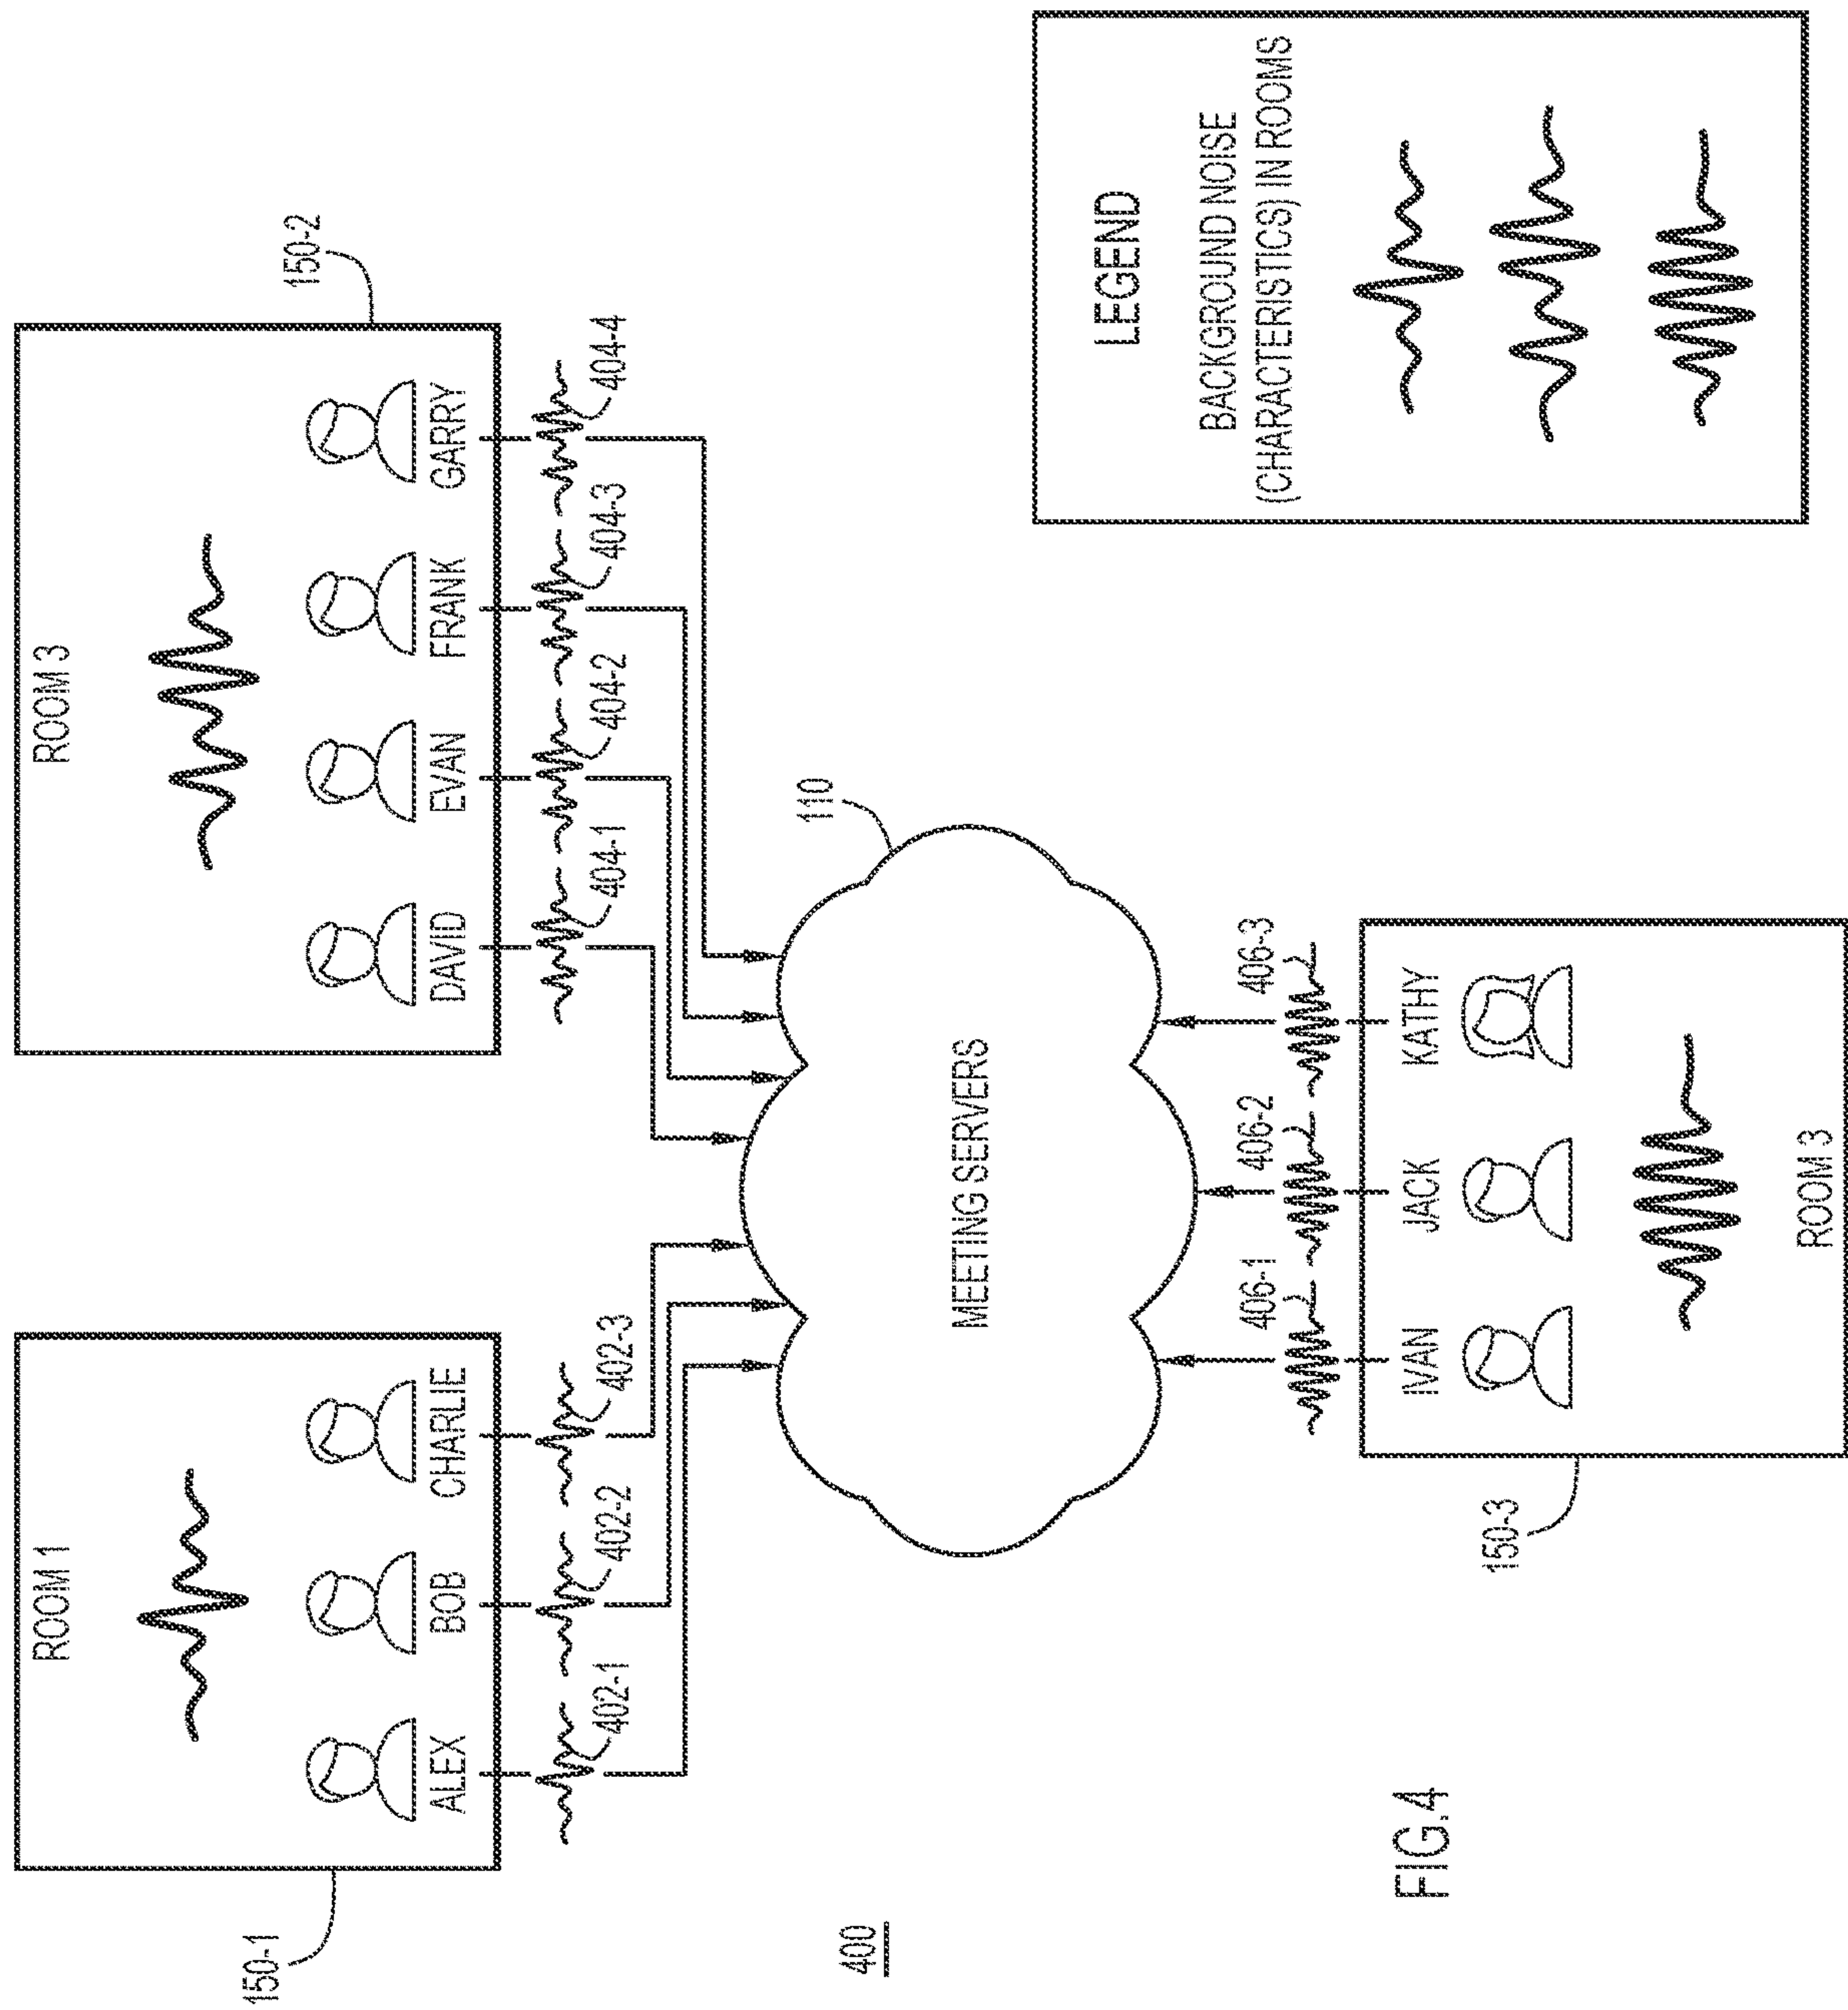 150-1
ROOM 1
ALEX
BOB
CHARLIE
402-1
402-2
402-3
150-2
ROOM 3
DAVID
EVAN
FRANK
GARRY
404-1
404-2
404-3
404-4
400
110
MEETING SERVERS
406-1
406-2
406-3
IVAN
JACK
KATHY
ROOM 3
150-3
LEGEND
BACKGROUND NOISE
(CHARACTERISTICS) IN ROOMS
FIG.4